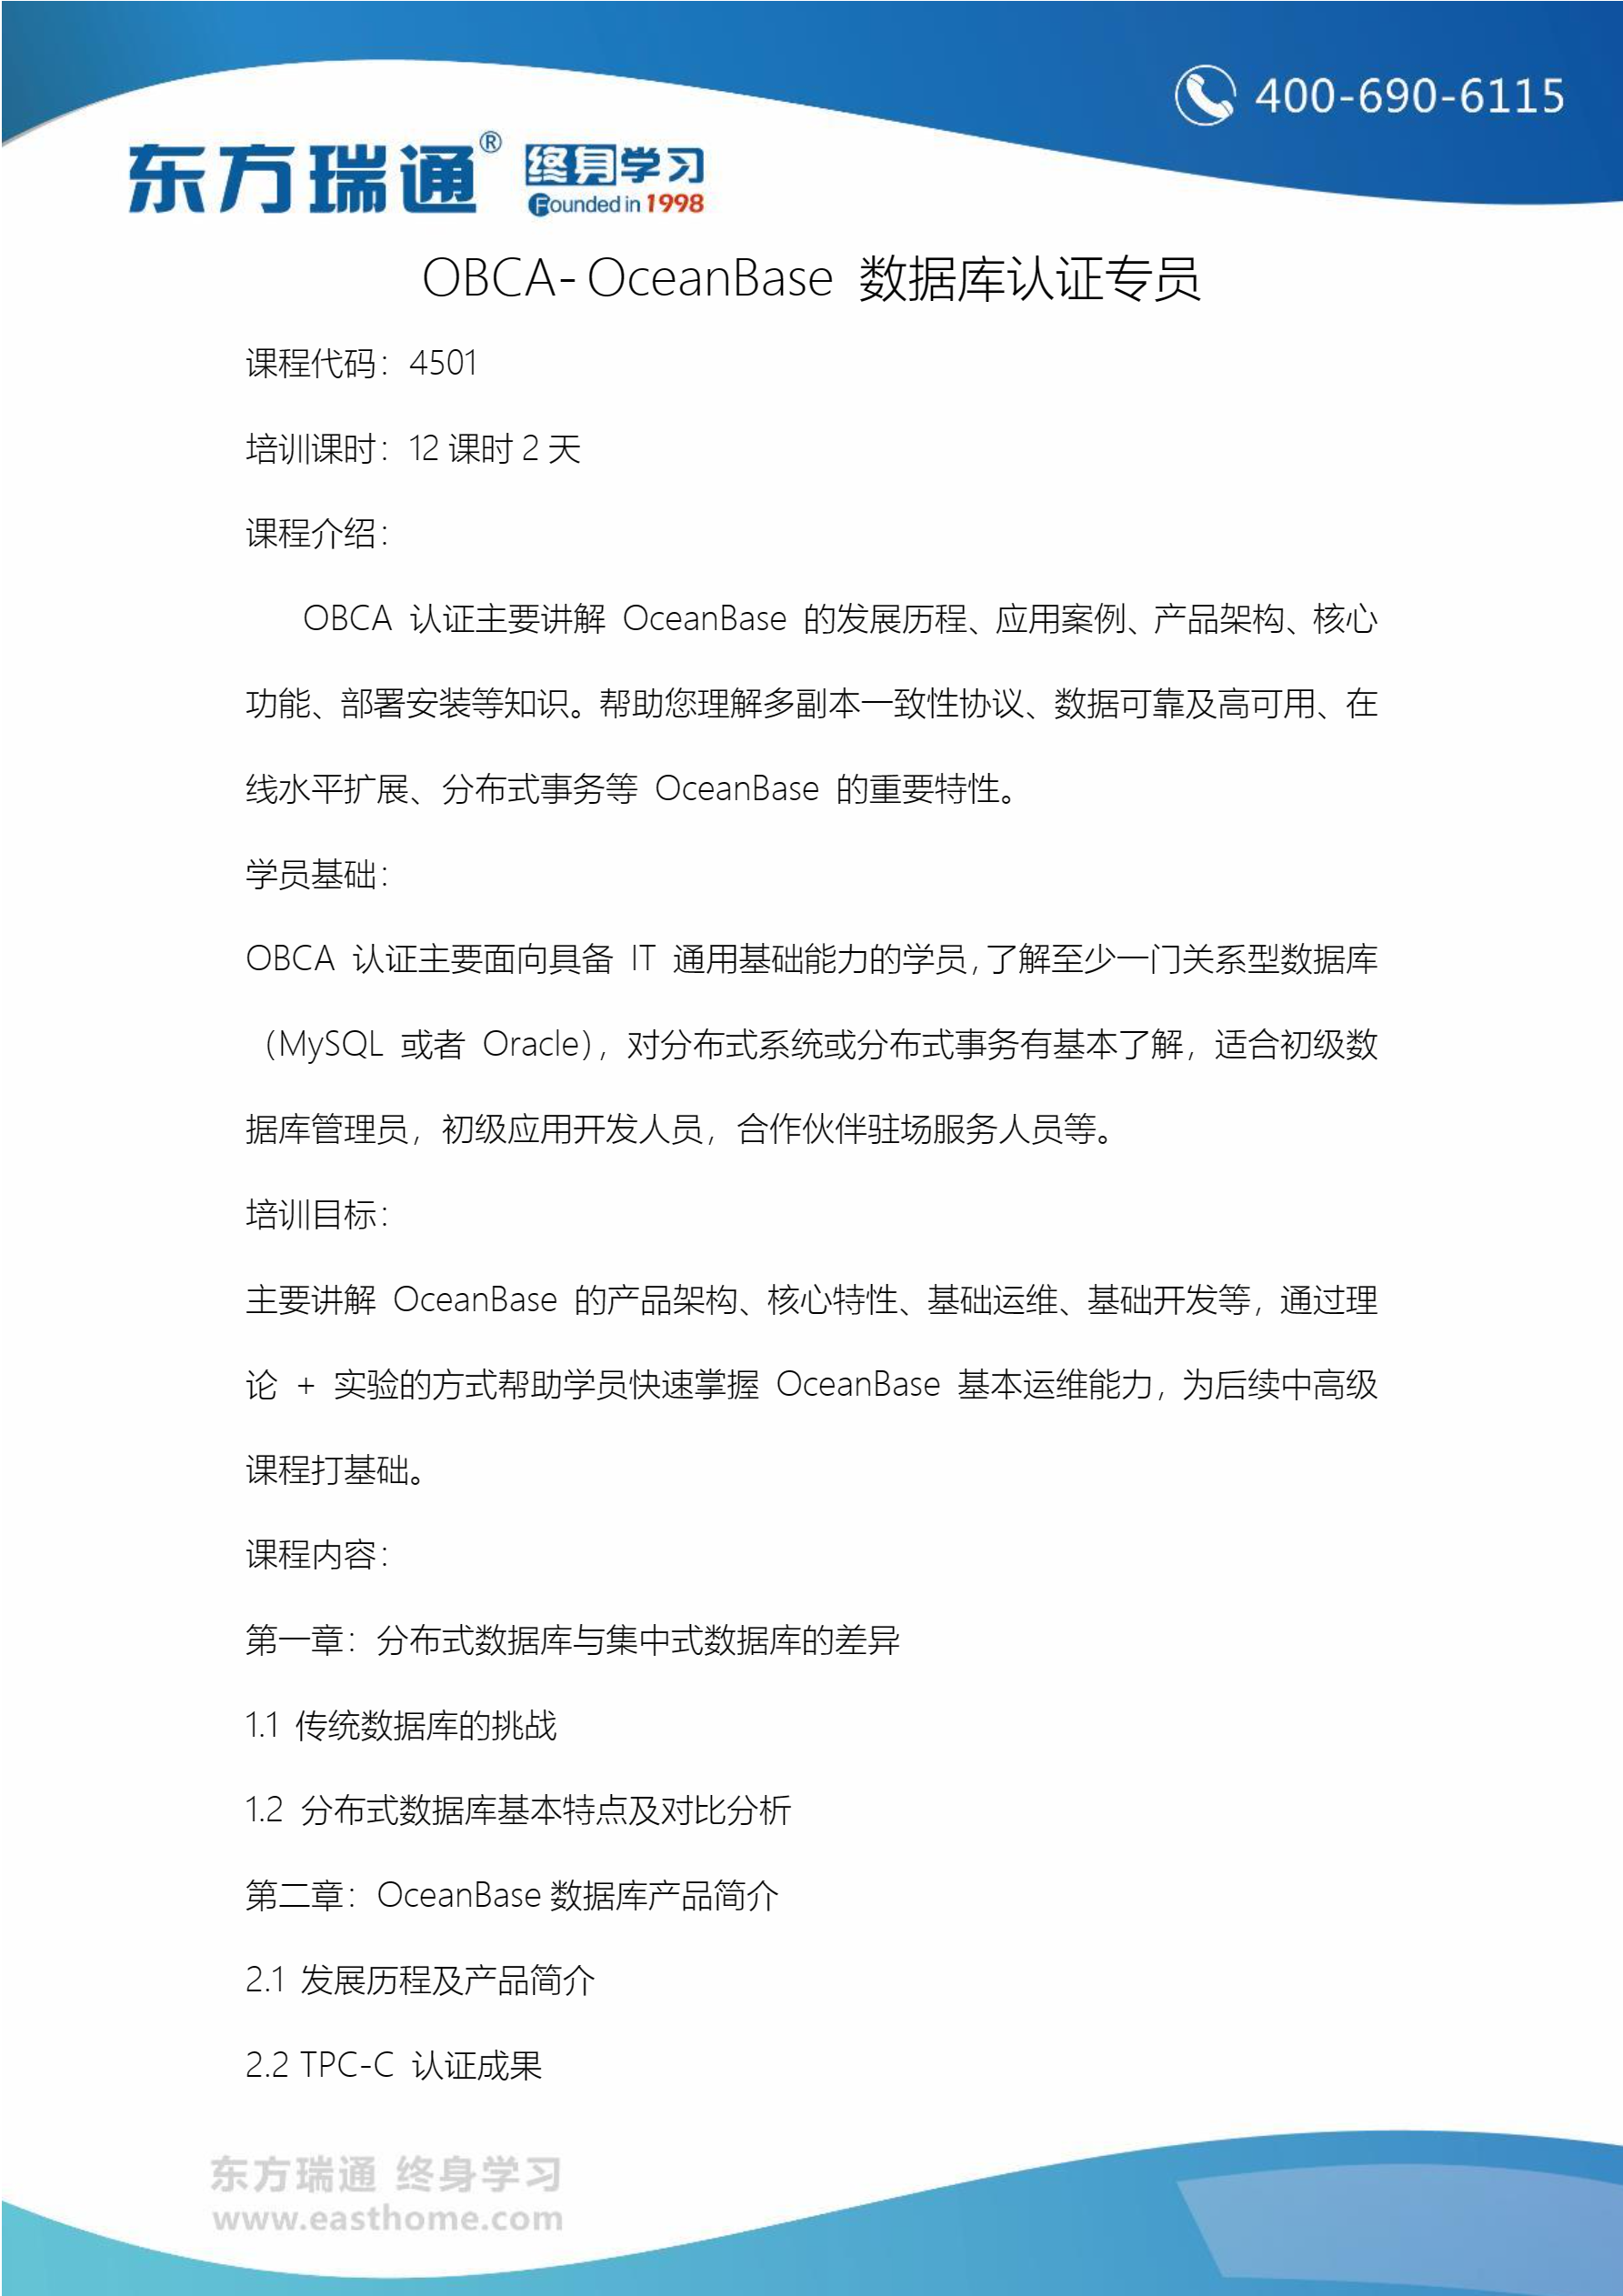 400-690-6115
东方瑞通® 终身学习
Founded in 1998
OBCA- OceanBase 数据库认证专员
课程代码：4501
培训课时：12 课时 2 天
课程介绍：
OBCA 认证主要讲解 OceanBase 的发展历程、应用案例、产品架构、核心
功能、部署安装等知识。帮助您理解多副本一致性协议、数据可靠及高可用、在
线水平扩展、分布式事务等 OceanBase 的重要特性。
学员基础：
OBCA 认证主要面向具备 IT 通用基础能力的学员，了解至少一门关系型数据库
（MySQL 或者 Oracle），对分布式系统或分布式事务有基本了解，适合初级数
据库管理员，初级应用开发人员，合作伙伴驻场服务人员等。
培训目标：
主要讲解 OceanBase 的产品架构、核心特性、基础运维、基础开发等，通过理
论 + 实验的方式帮助学员快速掌握 OceanBase 基本运维能力，为后续中高级
课程打基础。
课程内容：
第一章：分布式数据库与集中式数据库的差异
1.1 传统数据库的挑战
1.2 分布式数据库基本特点及对比分析
第二章：OceanBase 数据库产品简介
2.1 发展历程及产品简介
2.2 TPC-C 认证成果
东方瑞通 终身学习
www.easthome.com